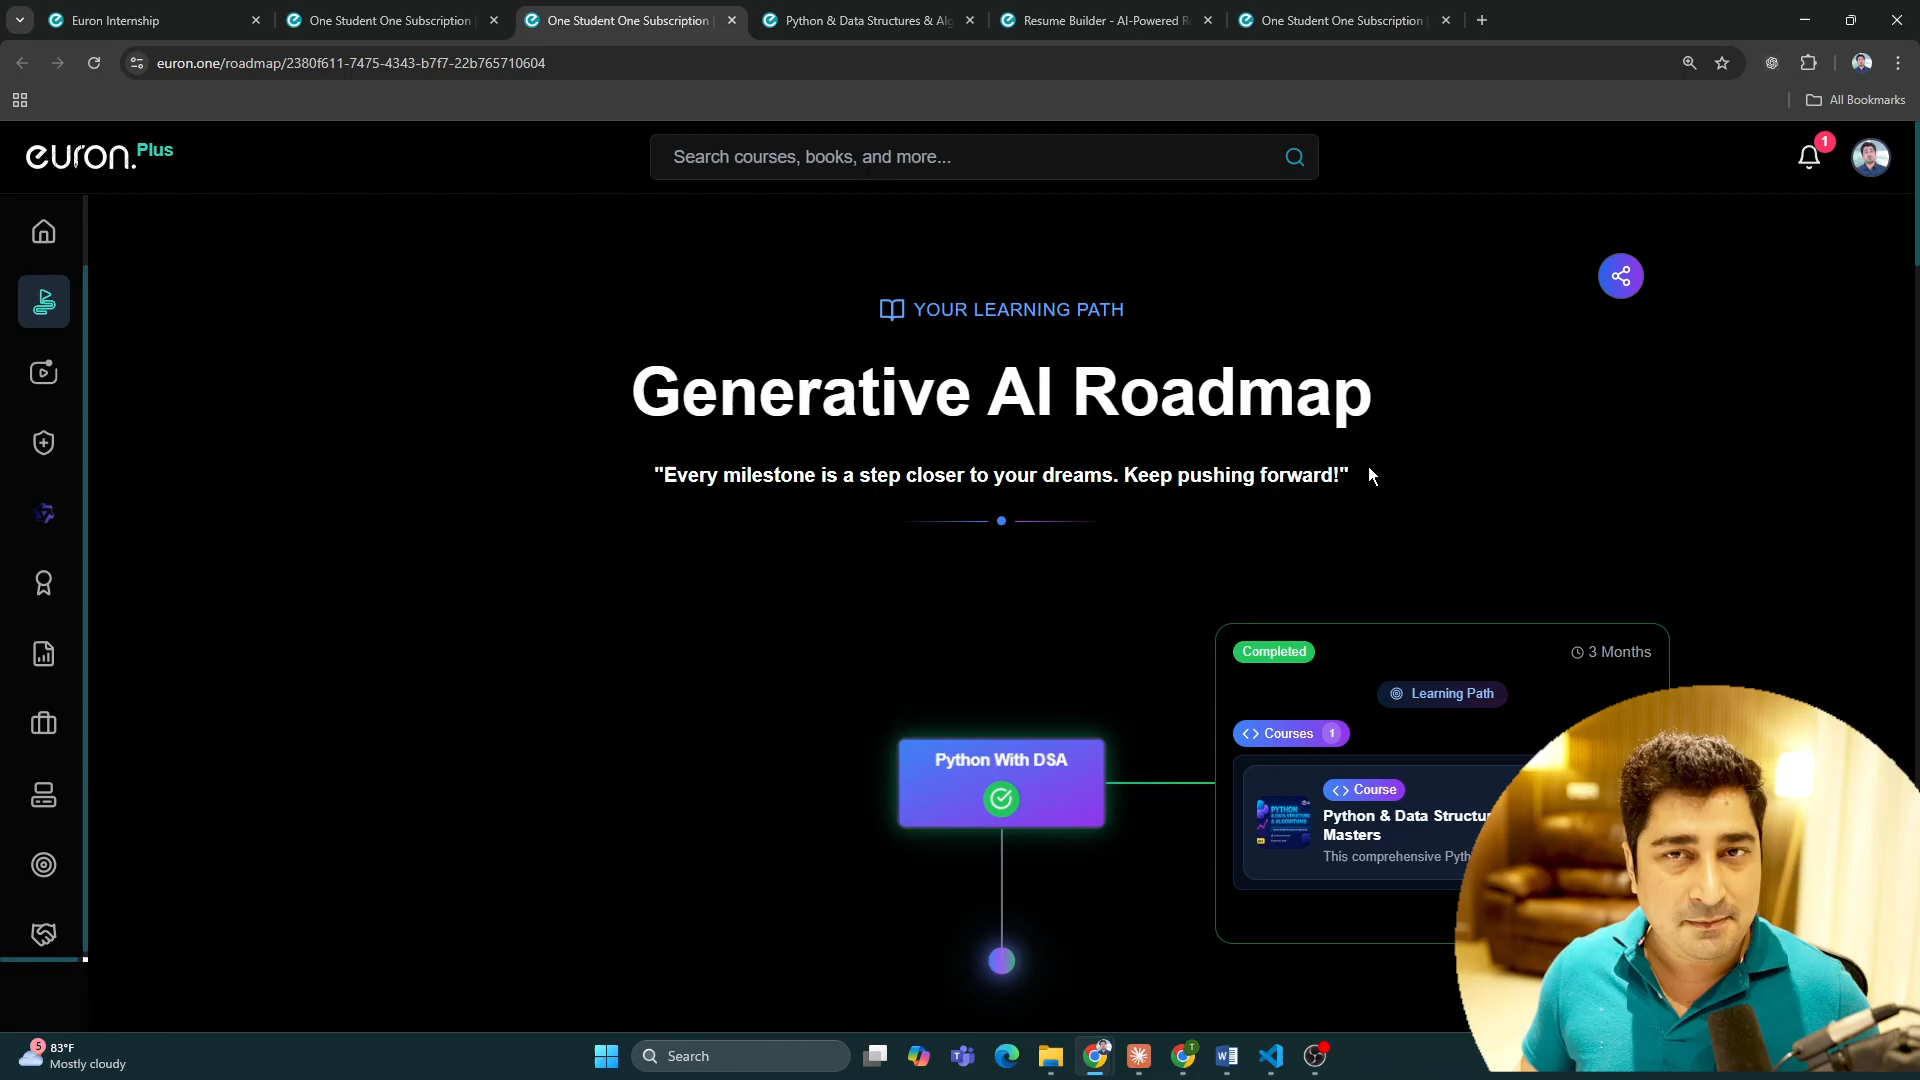 Euron Internship
One Student One Subscription
One Student One Subscription
Python & Data Structures & Alg
Resume Builder - AI-Powered R
One Student One Subscription
euron.one/roadmap/2380f611-7475-4343-b7f7-22b765710604
All Bookmarks
euron.Plus
Search courses, books, and more...
1
YOUR LEARNING PATH
Generative AI Roadmap
"Every milestone is a step closer to your dreams. Keep pushing forward!"
Completed
3 Months
Learning Path
<> Courses 1
Python With DSA
<> Course
Python & Data Structu
Masters
This comprehensive Pyth
PYTHON
5
83°F
Mostly cloudy
Search
T